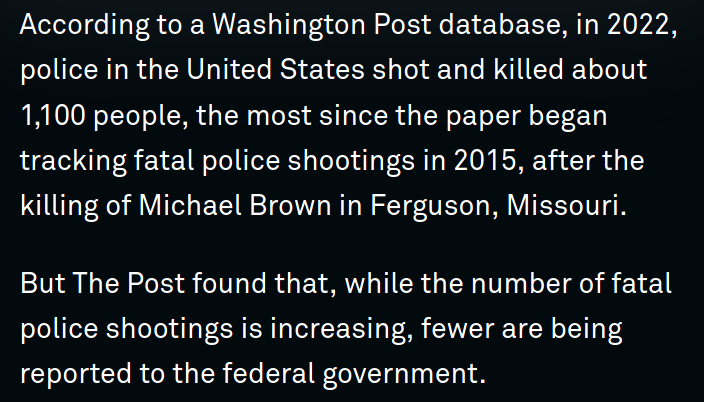 According to a Washington Post database, in 2022,
police in the United States shot and killed about
1,100 people, the most since the paper began
tracking fatal police shootings in 2015, after the
killing of Michael Brown in Ferguson, Missouri.
But The Post found that, while the number of fatal
police shootings is increasing, fewer are being
reported to the federal government.